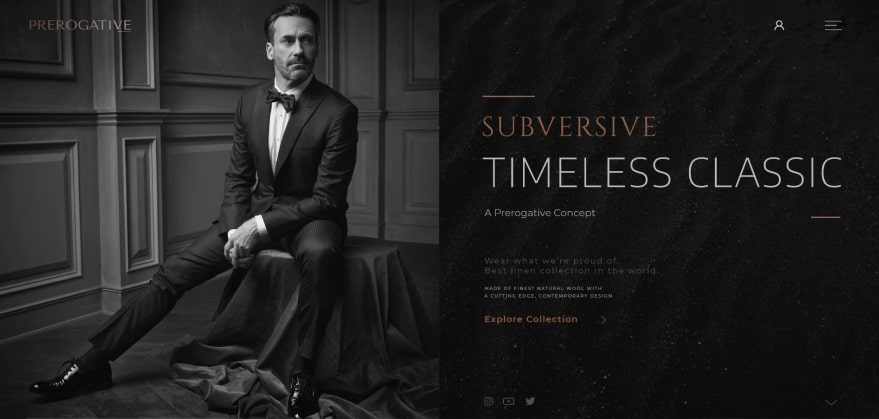 PREROGATIVE
SUBVERSIVE
TIMELESS CLASSIC
A Prerogative Concept
Wear what we're proud of.
Best finen collection in the world.
MADE OF FINEST NATURAL WOOL WITH
A CUTTING EDGE, CONTEMPORARY DESIGN
Explore Collection